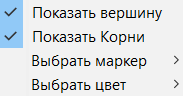 Показать вершину
Показать Корни
Выбрать маркер
Выбрать цвет